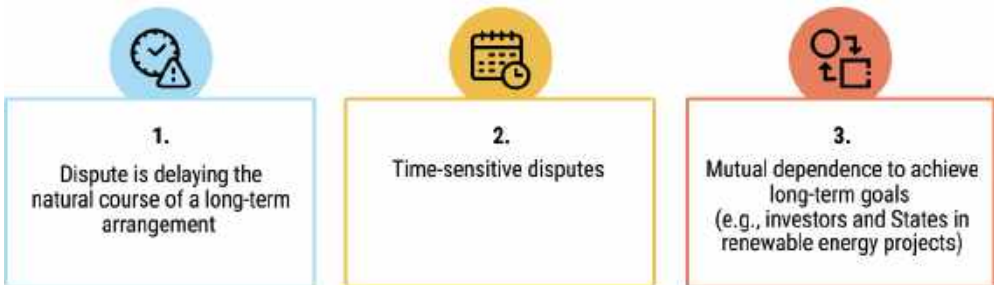 1.
Dispute is delaying the
natural course of a long-term
arrangement
2.
Time-sensitive disputes
3.
Mutual dependence to achieve
long-term goals
(e.g., investors and States in
renewable energy projects)